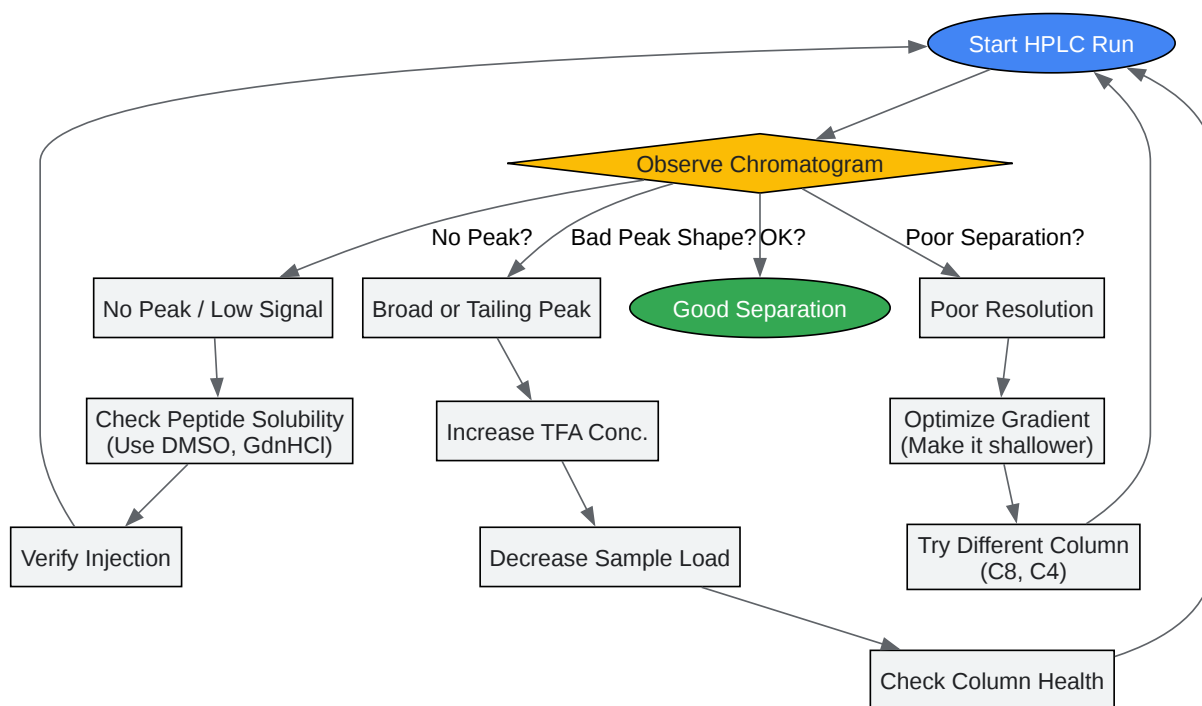 Start HPLC Run
Observe Chromatogram
No Peak?
Bad Peak Shape?
OK?
Poor Separation?
No Peak / Low Signal
Broad or Tailing Peak
Good Separation
Poor Resolution
Check Peptide Solubility
(Use DMSO, GdnHCl)
Increase TFA Conc.
Optimize Gradient
(Make it shallower)
Verify Injection
Decrease Sample Load
Try Different Column
(C8, C4)
Check Column Health